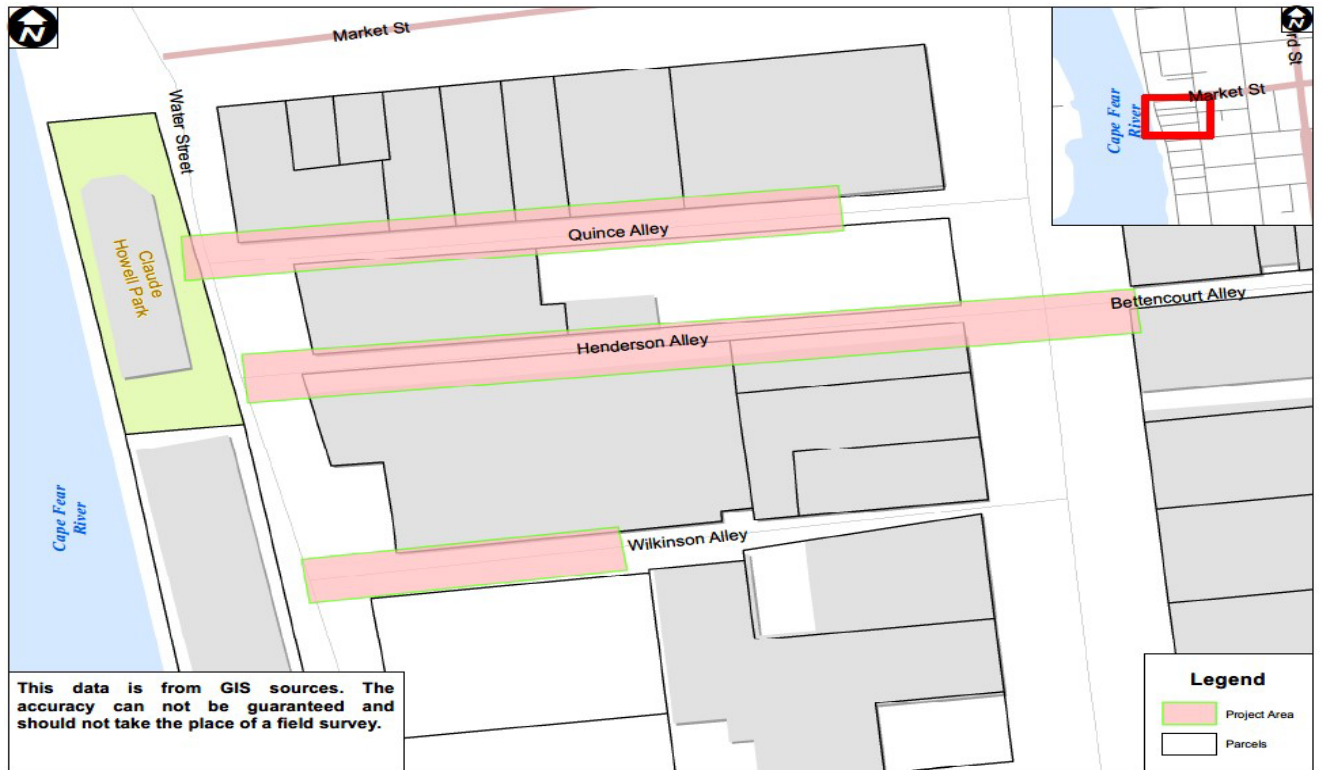 N
Market St
Water Street
N
3rd St
Market St
Cape Fear
River
Claude
Howell Park
Quince Alley
Bettencourt Alley
Henderson Alley
Cape Fear
River
Wilkinson Alley
This data is from GIS sources. The
accuracy can not be guaranteed and
should not take the place of a field survey.
Legend
Project Area
Parcels